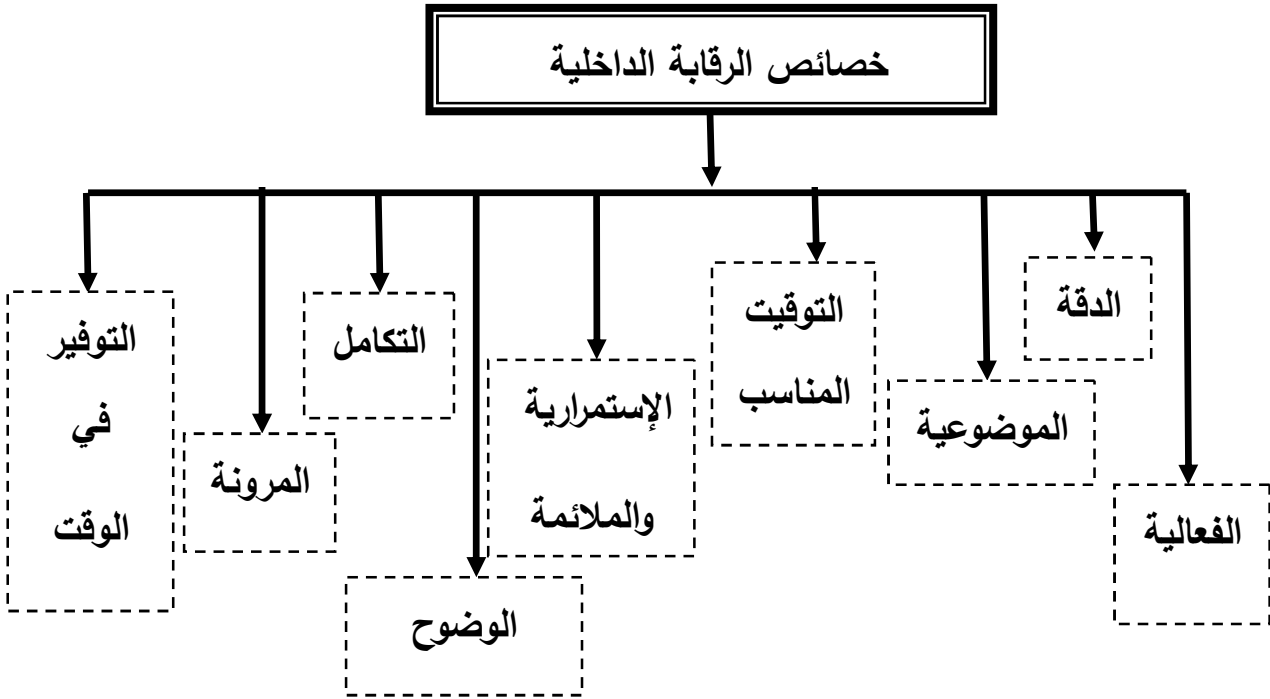 خصائص الرقابة الداخلية
الفعالية
الدقة
الموضوعية
التوقيت
المناسب
الإستمرارية
والملائمة
الوضوح
التكامل
المرونة
التوفير
في
الوقت